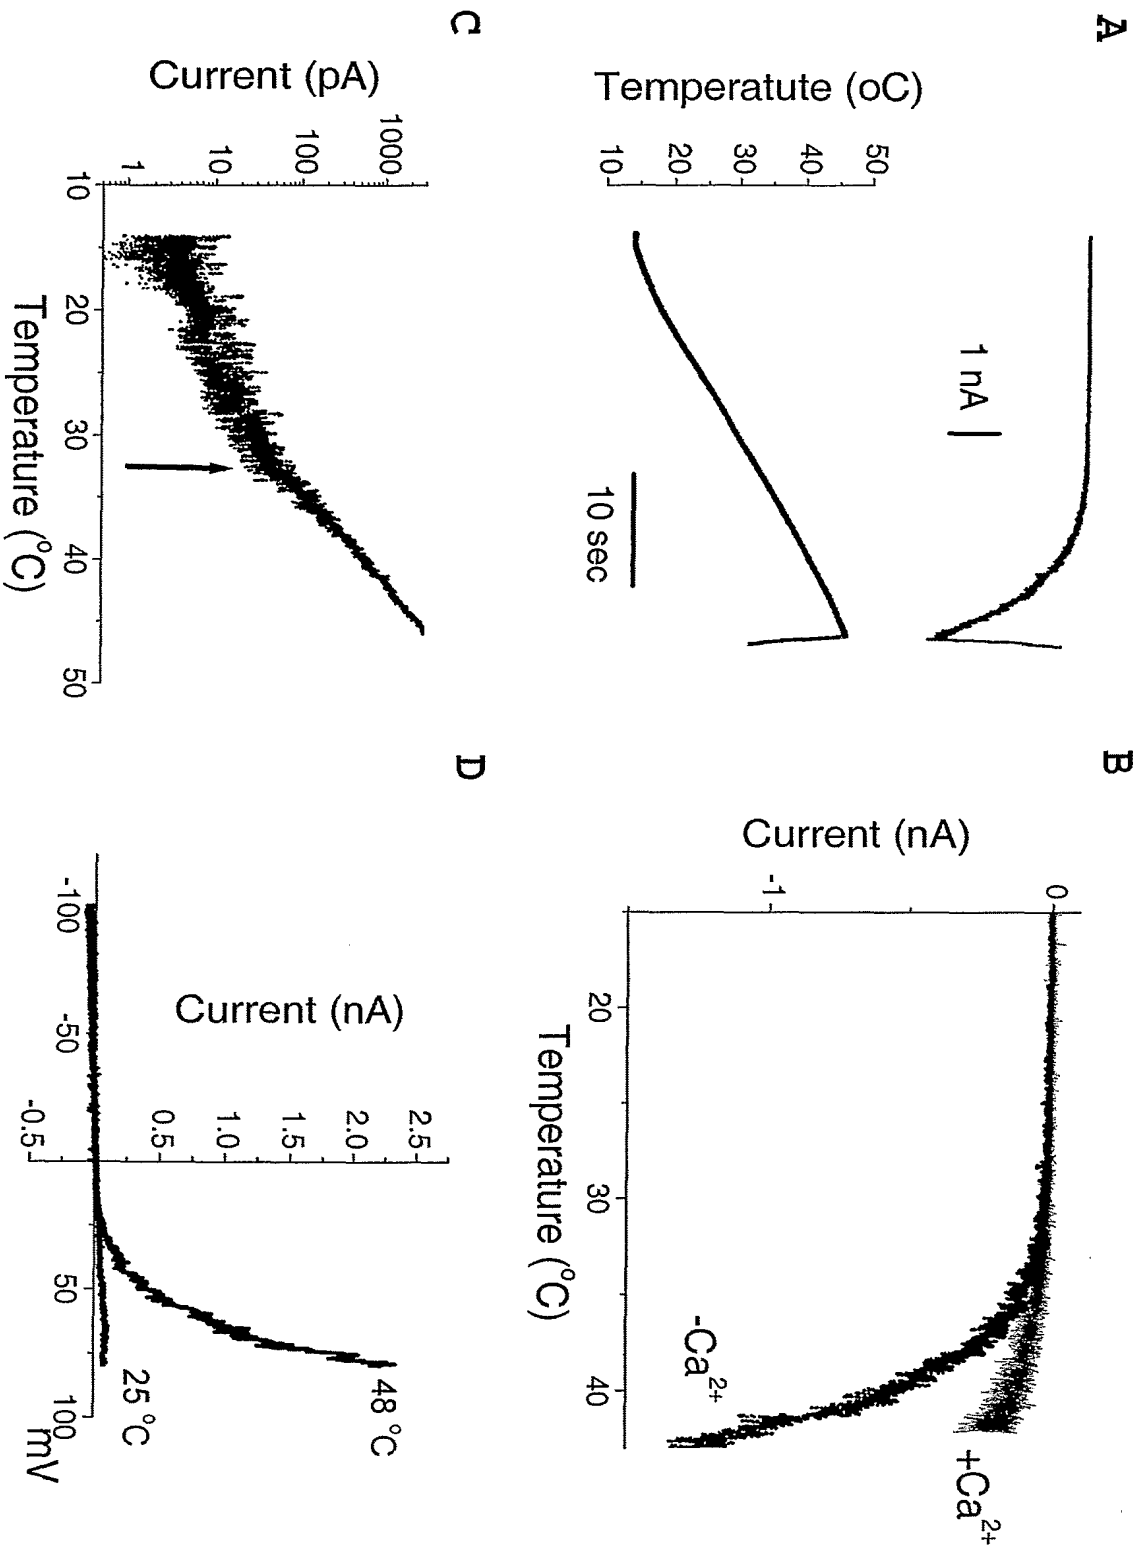 A
Temperatute (oC)
50
40
30
20
10
1 nA
10 sec
B
Current (nA)
0
-1
20
30
40
Temperature (°C)
-Ca2+
+Ca2+
C
Current (pA)
1000
100
10
1
10
20
30
40
50
Temperature (°C)
D
Current (nA)
2.5
2.0
1.5
1.0
0.5
-0.5
-100
-50
50
100
mV
48 °C
25 °C